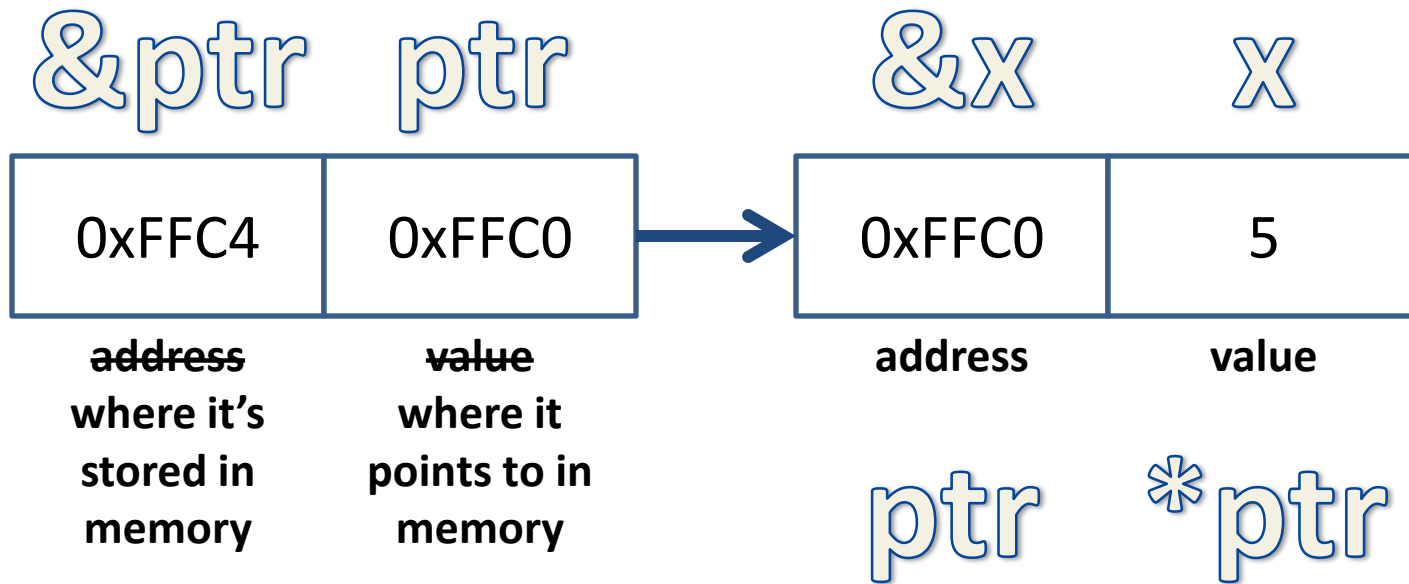 &ptr ptr &x x
0xFFC4 0xFFC0 0xFFC0 5
address value address value
where it's where it
stored in points to in
memory memory
ptr *ptr